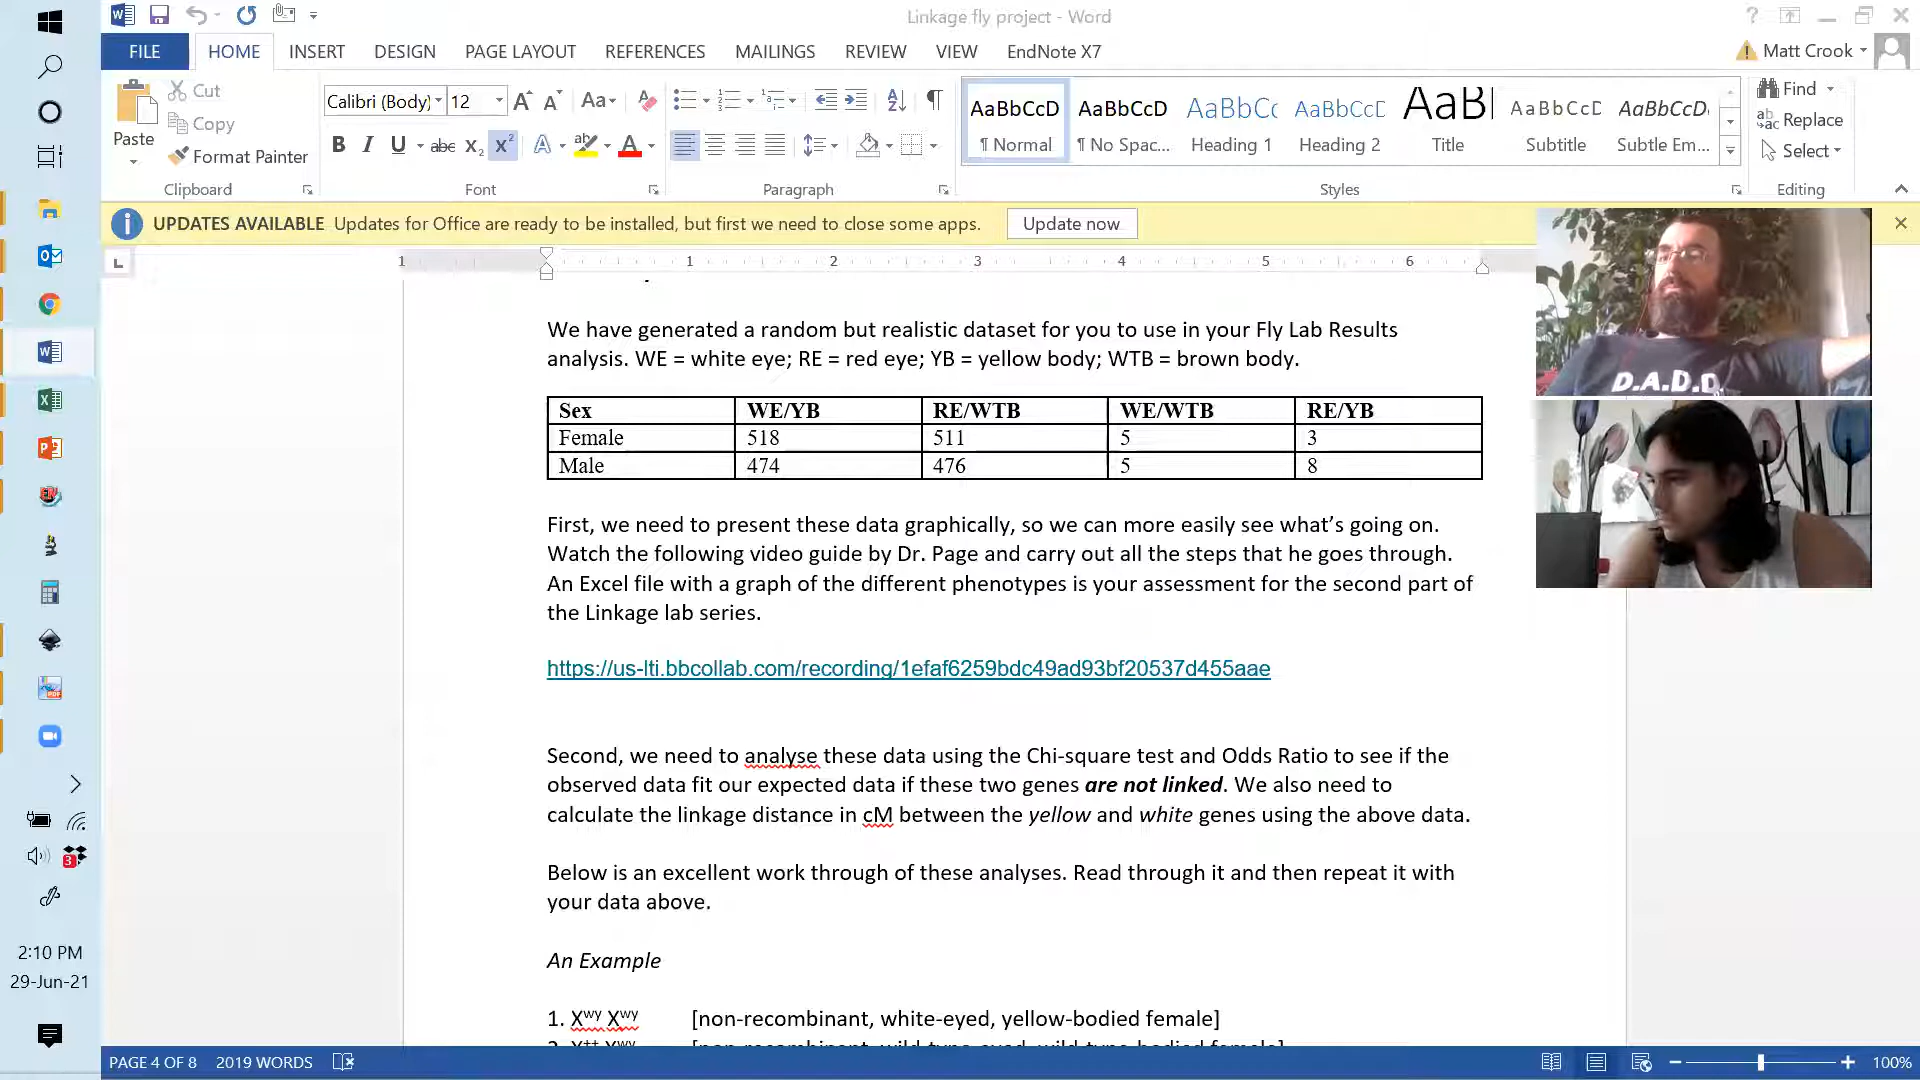 Linkage fly project - Word
?
FILE HOME INSERT DESIGN PAGE LAYOUT REFERENCES MAILINGS REVIEW VIEW EndNote X7
Matt Crook
Paste
Cut
Copy
Format Painter
Clipboard
Calibri (Body) 12
Font
Paragraph
AaBbCcD AaBbCcD AaBbCc AaBbCcD AaB AaBbCcD AaBbCcD
¶ Normal ¶ No Spac... Heading 1 Heading 2 Title Subtitle Subtle Em...
Styles
Find
Replace
Select
Editing
UPDATES AVAILABLE Updates for Office are ready to be installed, but first we need to close some apps. Update now
1 1 2 3 4 5 6
We have generated a random but realistic dataset for you to use in your Fly Lab Results
analysis. WE = white eye; RE = red eye; YB = yellow body; WTB = brown body.
Sex WE/YB RE/WTB WE/WTB RE/YB
Female 518 511 5 3
Male 474 476 5 8
First, we need to present these data graphically, so we can more easily see what’s going on.
Watch the following video guide by Dr. Page and carry out all the steps that he goes through.
An Excel file with a graph of the different phenotypes is your assessment for the second part of
the Linkage lab series.
https://us-lti.bbcollab.com/recording/1efaf6259bdc49ad93bf20537d455aae
Second, we need to analyse these data using the Chi-square test and Odds Ratio to see if the
observed data fit our expected data if these two genes are not linked. We also need to
calculate the linkage distance in cM between the yellow and white genes using the above data.
Below is an excellent work through of these analyses. Read through it and then repeat it with
your data above.
An Example
1. Xwy Xwy [non-recombinant, white-eyed, yellow-bodied female]
D.A.D.D.
3
2:10 PM
29-Jun-21
PAGE 4 OF 8 2019 WORDS
100%